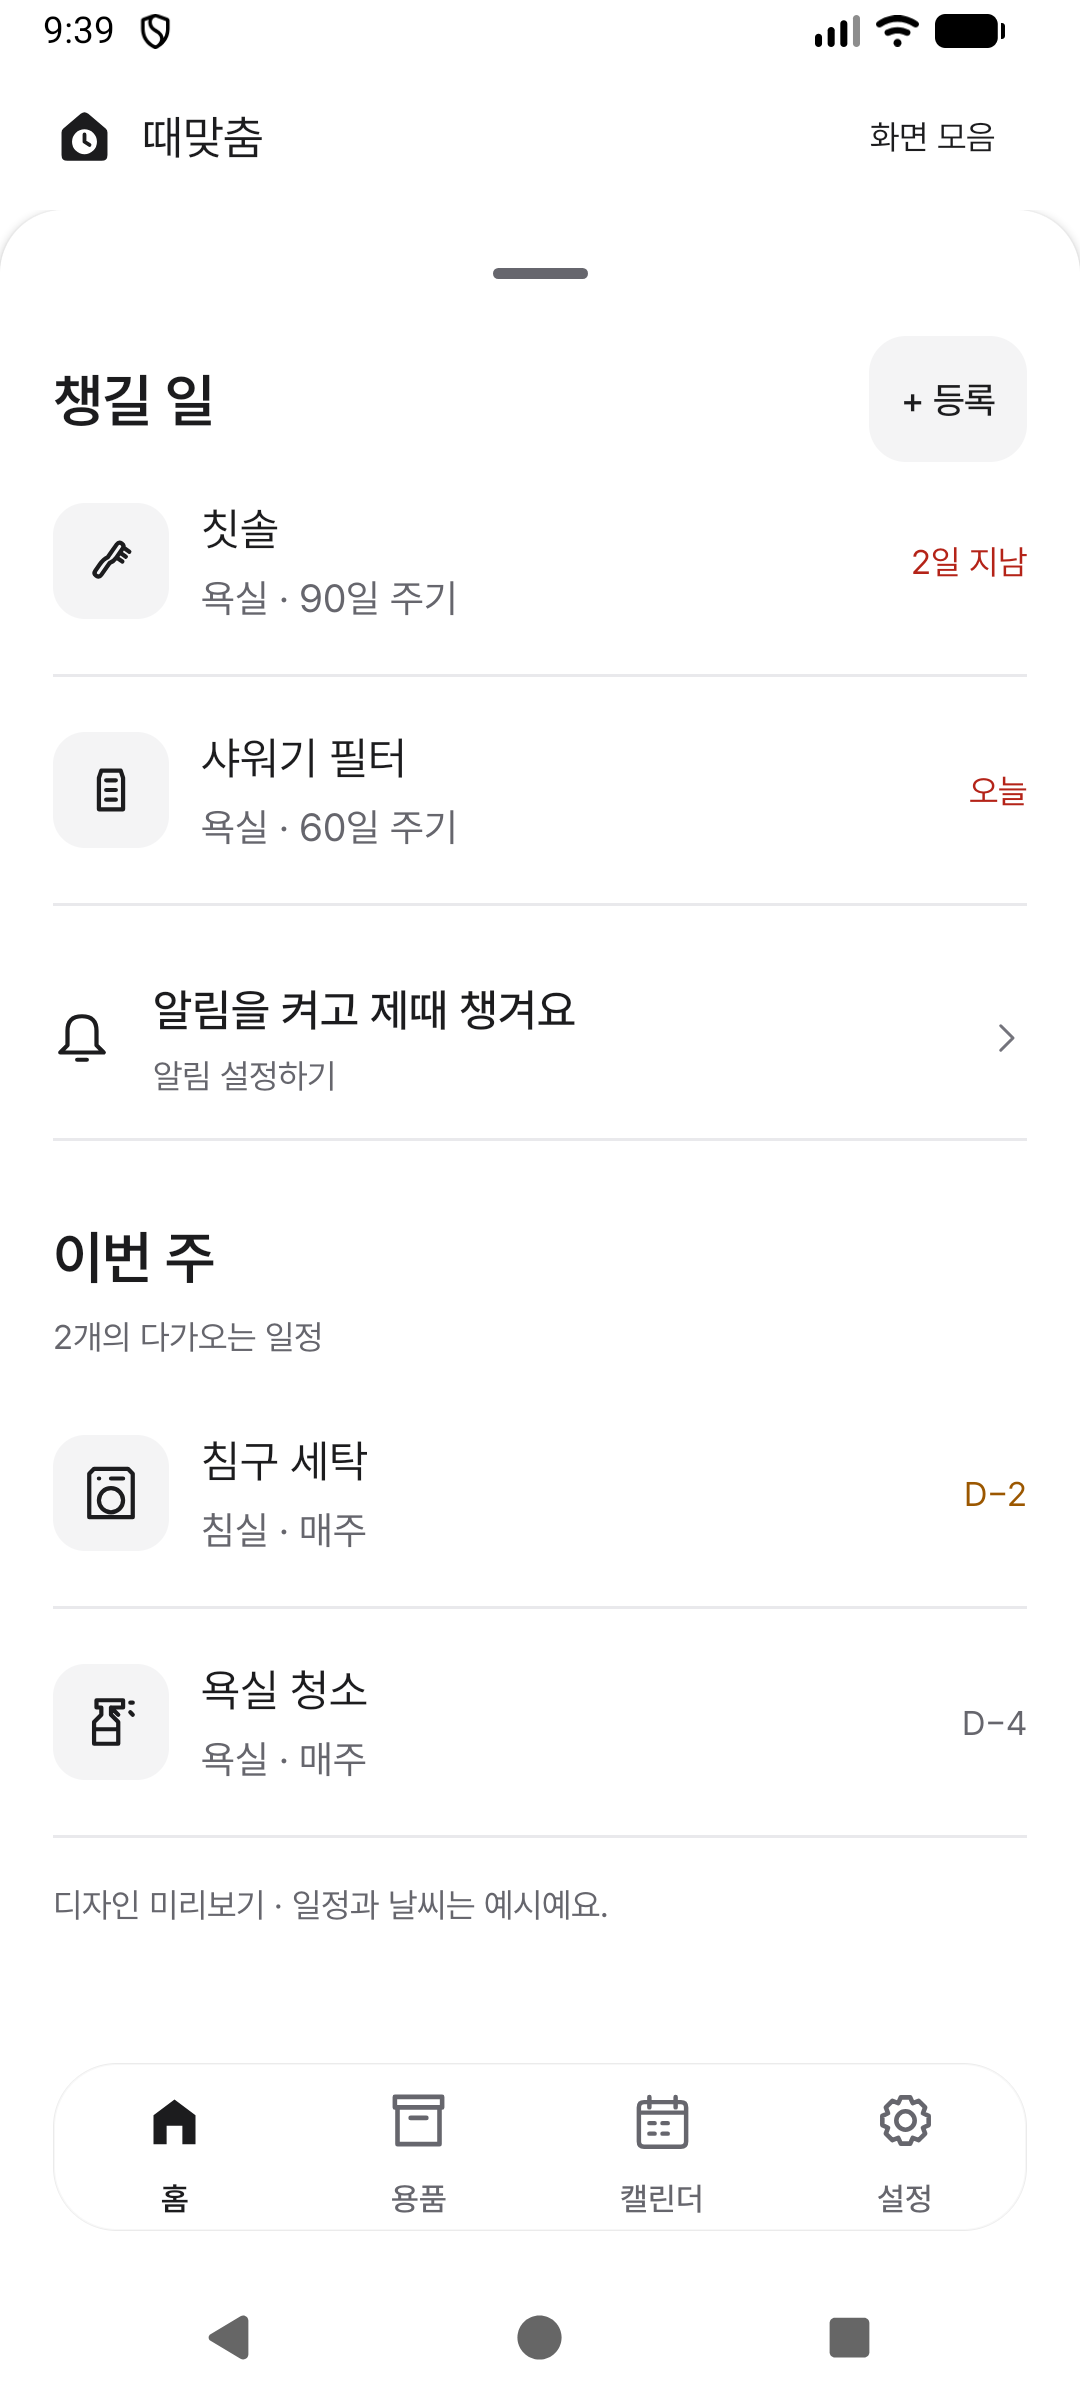 9:39
때맞춤
화면 모음
챙길 일
+ 등록
칫솔
욕실 · 90일 주기
2일 지남
샤워기 필터
욕실 · 60일 주기
오늘
알림을 켜고 제때 챙겨요
알림 설정하기
이번 주
2개의 다가오는 일정
침구 세탁
침실 · 매주
D-2
욕실 청소
욕실 · 매주
D-4
디자인 미리보기 · 일정과 날씨는 예시예요.
홈
용품
캘린더
설정